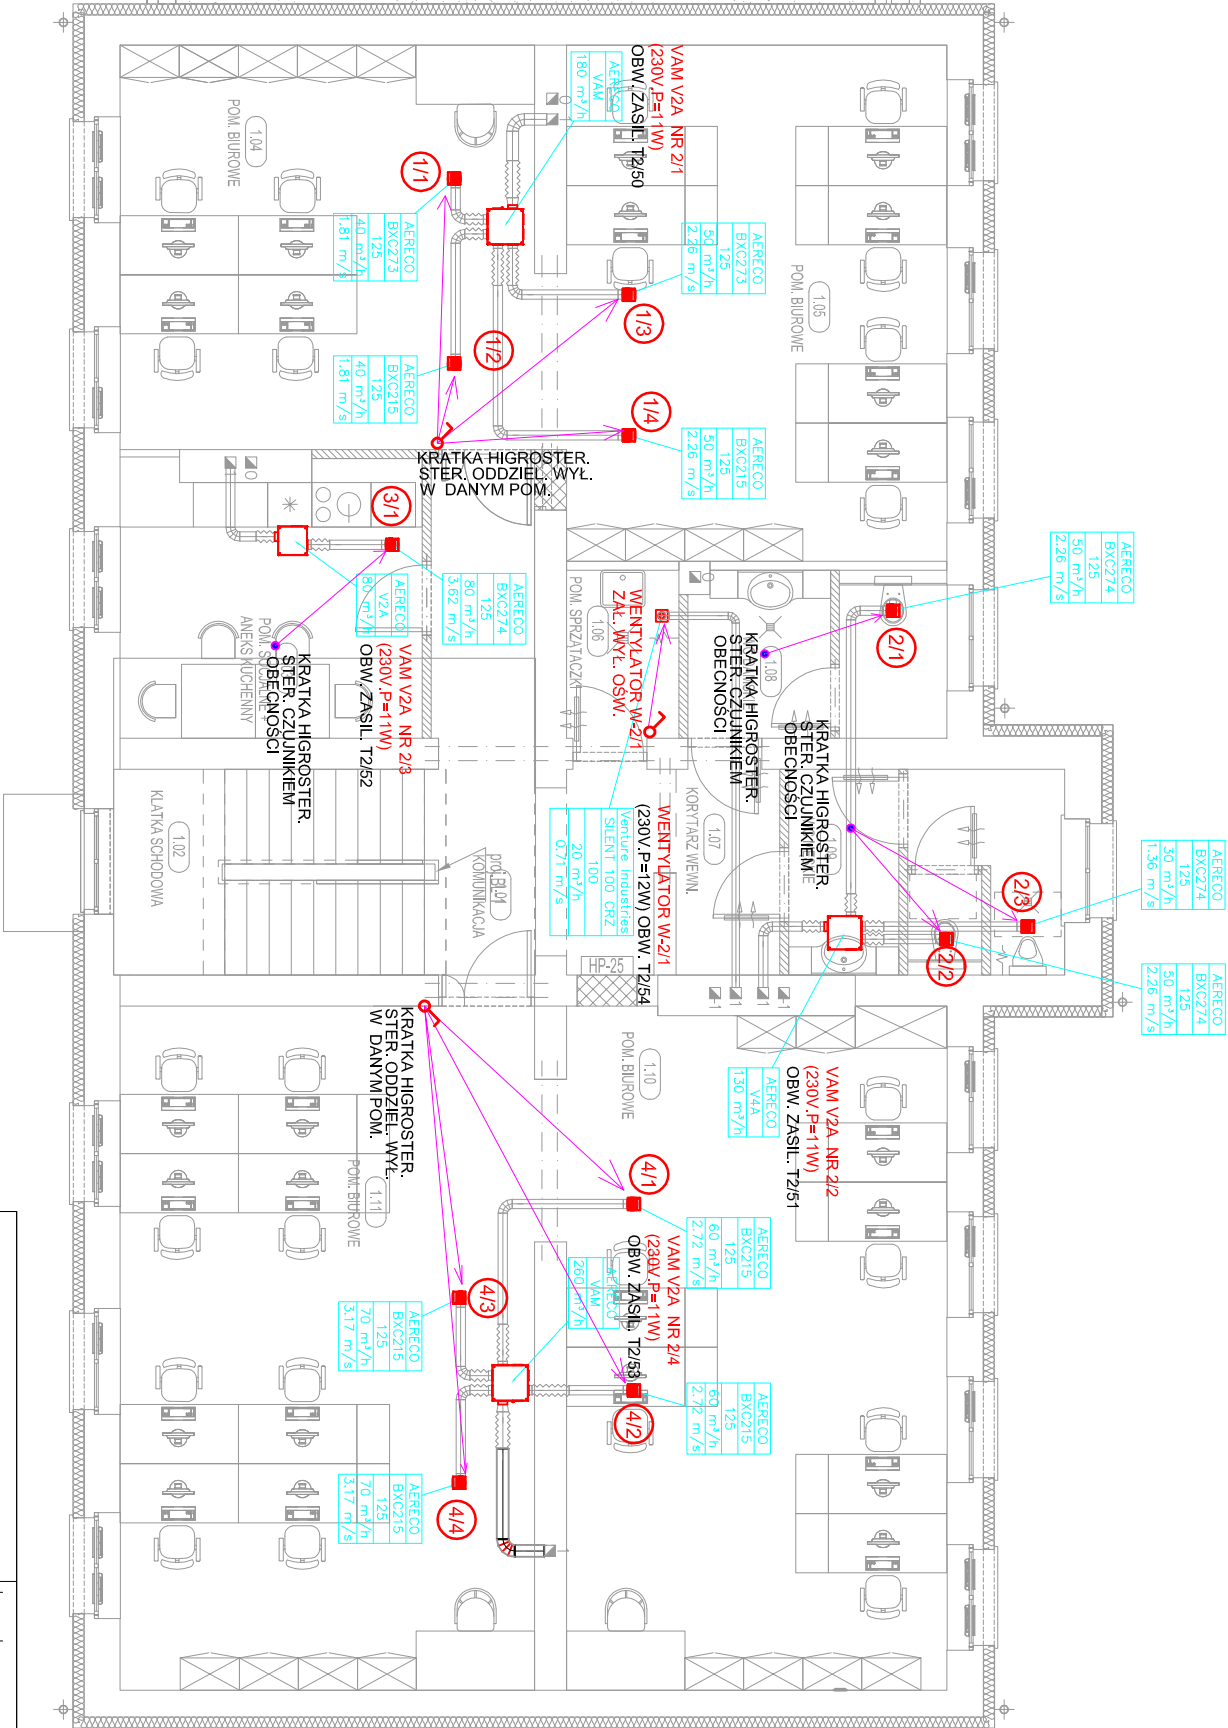 VAM V2A NR 2/1
(230V.P=11W)
OBW. ZASIL. T2/50
AERECO
VAM
180 m³/h
1.04
POM. BIUROWE
1/1
AERECO
BXC273
125
40 m³/h
1.81 m/s
1/2
AERECO
BXC215
125
40 m³/h
1.81 m/s
AERECO
BXC273
125
50 m³/h
2.26 m/s
1/3
1.05
POM. BIUROWE
1/4
AERECO
BXC215
125
50 m³/h
2.26 m/s
KRATKA HIGROSTER.
STER. ODDZIEL. WYŁ.
W DANYM POM.
3/1
AERECO
BXC274
125
80 m³/h
3.62 m/s
AERECO
V2A
80 m³/h
VAM V2A NR 2/3
(230V.P=11W)
OBW. ZASIL. T2/52
POM. SOCJALNE +
ANEKS KUCHENNY
KRATKA HIGROSTER.
STER. CZUJNIKIEM
OBECNOŚCI
1.06
POM. SPRZĄTACZKI
WENTYLATOR W-2/1
ZAŁ. WYŁ. OŚW.
1.08
KRATKA HIGROSTER.
STER. CZUJNIKIEM
OBECNOŚCI
AERECO
BXC274
125
50 m³/h
2.26 m/s
2/1
KRATKA HIGROSTER.
STER. CZUJNIKIEM
OBECNOŚCI
1.02
KLATKA SCHODOWA
KOMUNIKACJA
Venture Industries
SILENT 100 CRZ
100
20 m³/h
0.71 m/s
WENTYLATOR W-2/1
(230V.P=12W) OBW. T2/54
1.07
KORYTARZ WEWN.
HP-25
2/3
2/2
AERECO
BXC274
125
30 m³/h
1.36 m/s
AERECO
BXC274
125
50 m³/h
2.26 m/s
-1
-1
-1
-1
KRATKA HIGROSTER.
STER. ODDZIEL. WYŁ.
W DANYM POM.
1.10
POM. BIUROWE
AERECO
V4A
130 m³/h
VAM V2A NR 2/2
(230V.P=11W)
OBW. ZASIL. T2/51
1.11
POM. BIUROWE
4/1
AERECO
BXC215
125
60 m³/h
2.72 m/s
VAM V2A NR 2/4
(230V.P=11W)
OBW. ZASIL. T2/53
AERECO
VAM
260 m³/h
4/3
AERECO
BXC215
125
70 m³/h
3.17 m/s
AERECO
BXC215
125
60 m³/h
2.72 m/s
4/2
AERECO
BXC215
125
70 m³/h
3.17 m/s
4/4